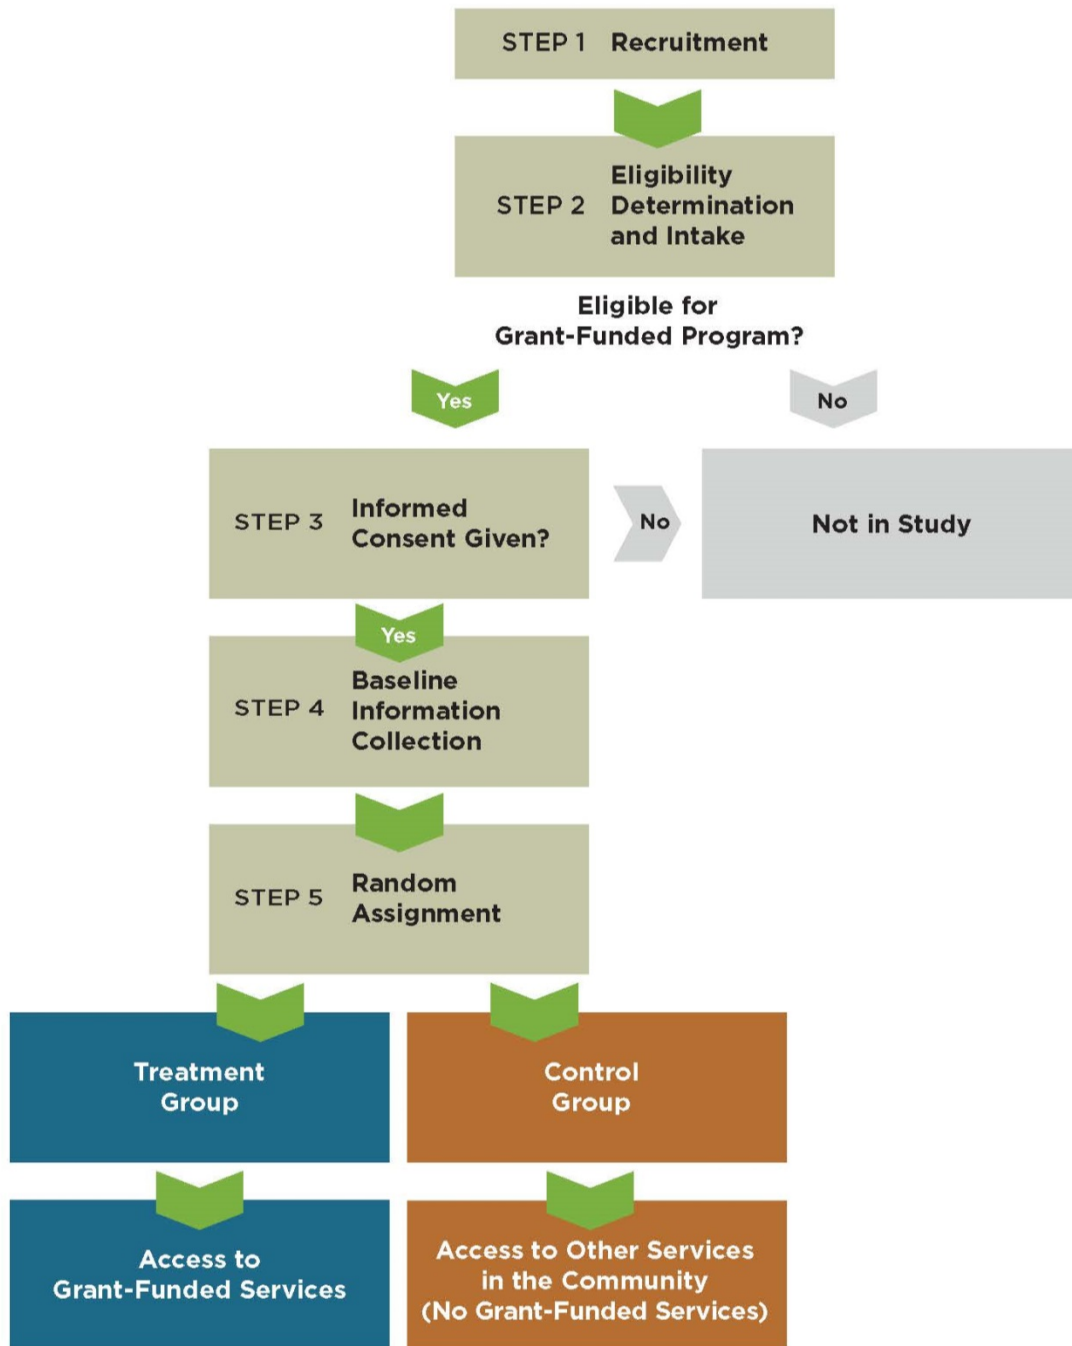 STEP 1 Recruitment
STEP 2 Eligibility
Determination
and Intake
Eligible for
Grant-Funded Program?
Yes
No
STEP 3 Informed
Consent Given?
No
Not in Study
Yes
STEP 4 Baseline
Information
Collection
STEP 5 Random
Assignment
Treatment
Group
Control
Group
Access to
Grant-Funded Services
Access to Other Services
in the Community
(No Grant-Funded Services)